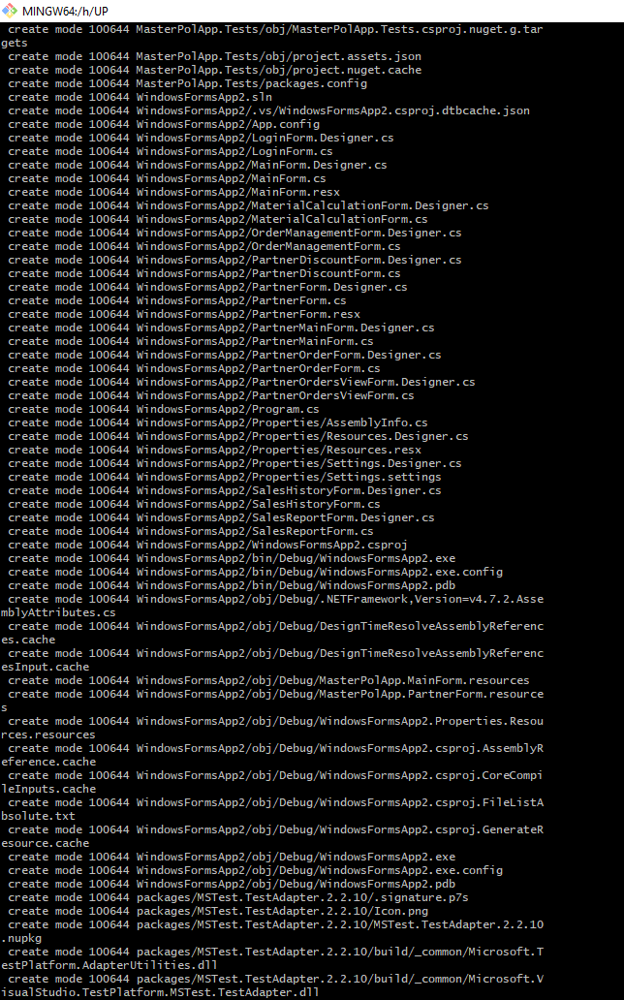 MINGW64:/h/UP
create mode 100644 MasterPolApp.Tests/obj/MasterPolApp.Tests.csproj.nuget.g.tar
gets
create mode 100644 MasterPolApp.Tests/obj/project.assets.json
create mode 100644 MasterPolApp.Tests/obj/project.nuget.cache
create mode 100644 MasterPolApp.Tests/packages.config
create mode 100644 WindowsFormsApp2.sln
create mode 100644 WindowsFormsApp2/.vs/WindowsFormsApp2.csproj.dtbcache.json
create mode 100644 WindowsFormsApp2/App.config
create mode 100644 WindowsFormsApp2/LoginForm.Designer.cs
create mode 100644 WindowsFormsApp2/LoginForm.cs
create mode 100644 WindowsFormsApp2/MainForm.Designer.cs
create mode 100644 WindowsFormsApp2/MainForm.cs
create mode 100644 WindowsFormsApp2/MainForm.resx
create mode 100644 WindowsFormsApp2/MaterialCalculationForm.Designer.cs
create mode 100644 WindowsFormsApp2/MaterialCalculationForm.cs
create mode 100644 WindowsFormsApp2/OrderManagementForm.Designer.cs
create mode 100644 WindowsFormsApp2/OrderManagementForm.cs
create mode 100644 WindowsFormsApp2/PartnerDiscountForm.Designer.cs
create mode 100644 WindowsFormsApp2/PartnerDiscountForm.cs
create mode 100644 WindowsFormsApp2/PartnerForm.Designer.cs
create mode 100644 WindowsFormsApp2/PartnerForm.cs
create mode 100644 WindowsFormsApp2/PartnerForm.resx
create mode 100644 WindowsFormsApp2/PartnerMainForm.Designer.cs
create mode 100644 WindowsFormsApp2/PartnerMainForm.cs
create mode 100644 WindowsFormsApp2/PartnerOrderForm.Designer.cs
create mode 100644 WindowsFormsApp2/PartnerOrderForm.cs
create mode 100644 WindowsFormsApp2/PartnerOrdersViewForm.Designer.cs
create mode 100644 WindowsFormsApp2/PartnerOrdersViewForm.cs
create mode 100644 WindowsFormsApp2/Program.cs
create mode 100644 WindowsFormsApp2/Properties/AssemblyInfo.cs
create mode 100644 WindowsFormsApp2/Properties/Resources.Designer.cs
create mode 100644 WindowsFormsApp2/Properties/Resources.resx
create mode 100644 WindowsFormsApp2/Properties/Settings.Designer.cs
create mode 100644 WindowsFormsApp2/Properties/Settings.settings
create mode 100644 WindowsFormsApp2/SalesHistoryForm.Designer.cs
create mode 100644 WindowsFormsApp2/SalesHistoryForm.cs
create mode 100644 WindowsFormsApp2/SalesReportForm.Designer.cs
create mode 100644 WindowsFormsApp2/SalesReportForm.cs
create mode 100644 WindowsFormsApp2/WindowsFormsApp2.csproj
create mode 100644 WindowsFormsApp2/bin/Debug/WindowsFormsApp2.exe
create mode 100644 WindowsFormsApp2/bin/Debug/WindowsFormsApp2.exe.config
create mode 100644 WindowsFormsApp2/bin/Debug/WindowsFormsApp2.pdb
create mode 100644 WindowsFormsApp2/obj/Debug/.NETFramework,Version=v4.7.2.Asse
mblyAttributes.cs
create mode 100644 WindowsFormsApp2/obj/Debug/DesignTimeResolveAssemblyReferenc
es.cache
create mode 100644 WindowsFormsApp2/obj/Debug/DesignTimeResolveAssemblyReferenc
esInput.cache
create mode 100644 WindowsFormsApp2/obj/Debug/MasterPolApp.MainForm.resources
create mode 100644 WindowsFormsApp2/obj/Debug/MasterPolApp.PartnerForm.resource
s
create mode 100644 WindowsFormsApp2/obj/Debug/WindowsFormsApp2.Properties.Resou
rces.resources
create mode 100644 WindowsFormsApp2/obj/Debug/WindowsFormsApp2.csproj.AssemblyR
eference.cache
create mode 100644 WindowsFormsApp2/obj/Debug/WindowsFormsApp2.csproj.CoreCompi
leInputs.cache
create mode 100644 WindowsFormsApp2/obj/Debug/WindowsFormsApp2.csproj.FileListA
bsolute.txt
create mode 100644 WindowsFormsApp2/obj/Debug/WindowsFormsApp2.csproj.GenerateR
esource.cache
create mode 100644 WindowsFormsApp2/obj/Debug/WindowsFormsApp2.exe
create mode 100644 WindowsFormsApp2/obj/Debug/WindowsFormsApp2.exe.config
create mode 100644 WindowsFormsApp2/obj/Debug/WindowsFormsApp2.pdb
create mode 100644 packages/MSTest.TestAdapter.2.2.10/.signature.p7s
create mode 100644 packages/MSTest.TestAdapter.2.2.10/Icon.png
create mode 100644 packages/MSTest.TestAdapter.2.2.10/MSTest.TestAdapter.2.2.10
.nupkg
create mode 100644 packages/MSTest.TestAdapter.2.2.10/build/_common/Microsoft.T
estPlatform.AdapterUtilities.dll
create mode 100644 packages/MSTest.TestAdapter.2.2.10/build/_common/Microsoft.V
isualStudio.TestPlatform.MSTest.TestAdapter.dll